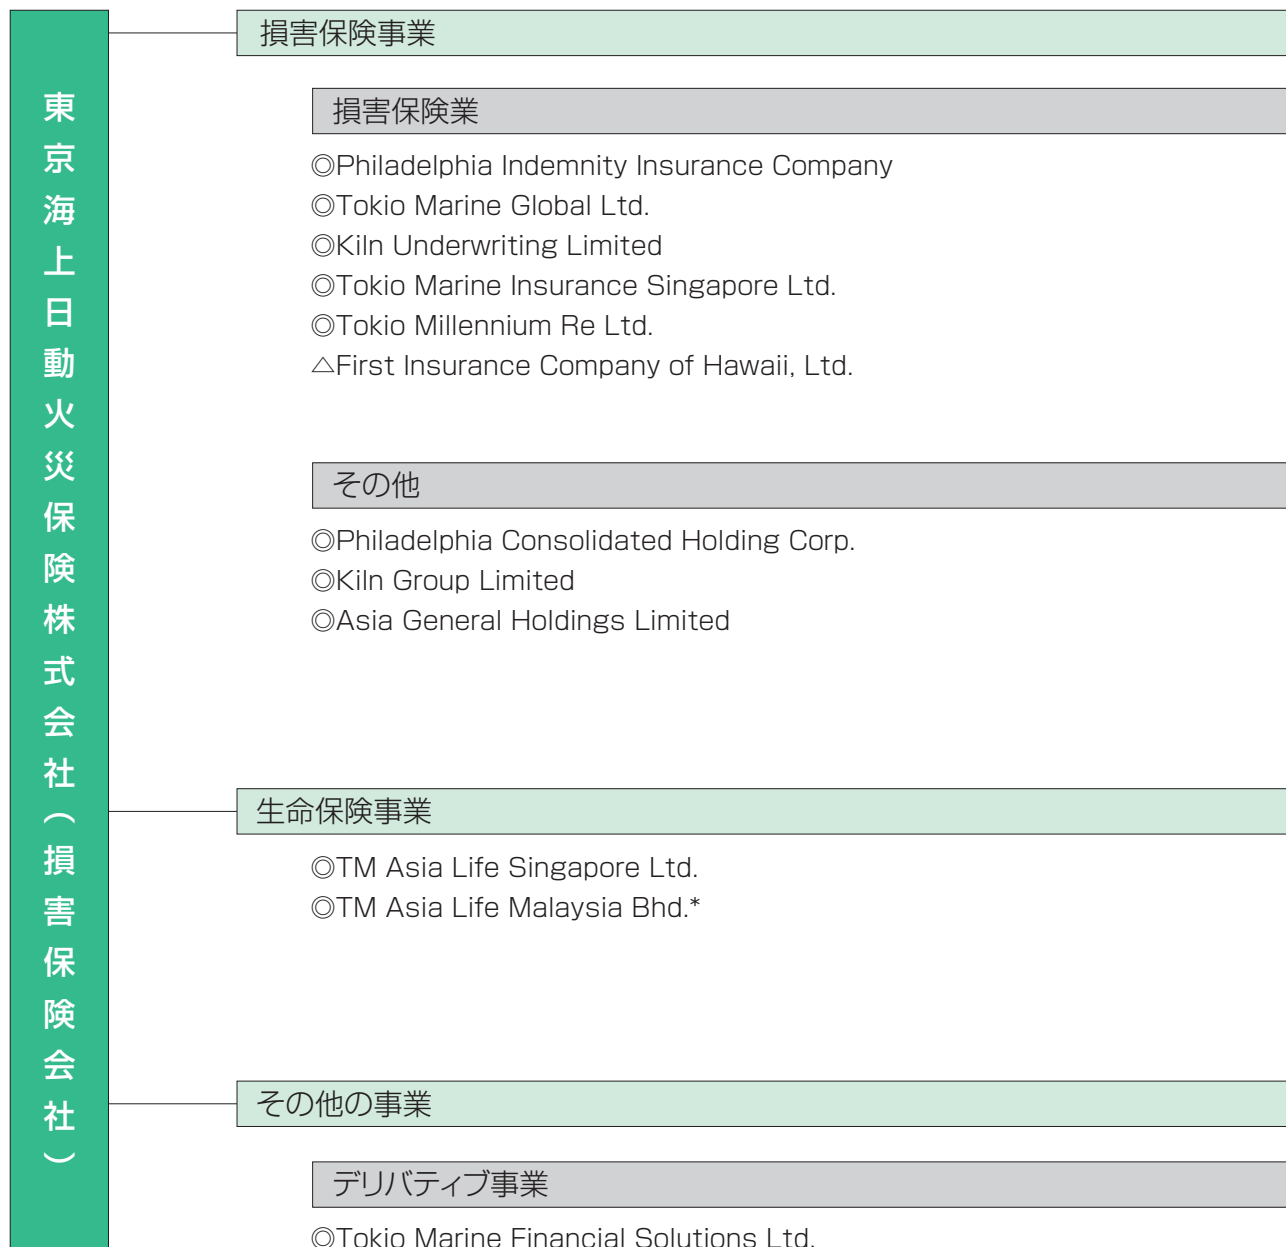 東京海上日動火災保険株式会社（損害保険会社）
損害保険事業
損害保険業
◎Philadelphia Indemnity Insurance Company
◎Tokio Marine Global Ltd.
◎Kiln Underwriting Limited
◎Tokio Marine Insurance Singapore Ltd.
◎Tokio Millennium Re Ltd.
△First Insurance Company of Hawaii, Ltd.
その他
◎Philadelphia Consolidated Holding Corp.
◎Kiln Group Limited
◎Asia General Holdings Limited
生命保険事業
◎TM Asia Life Singapore Ltd.
◎TM Asia Life Malaysia Bhd.*
その他の事業
デリバティブ事業
◎Tokio Marine Financial Solutions Ltd.